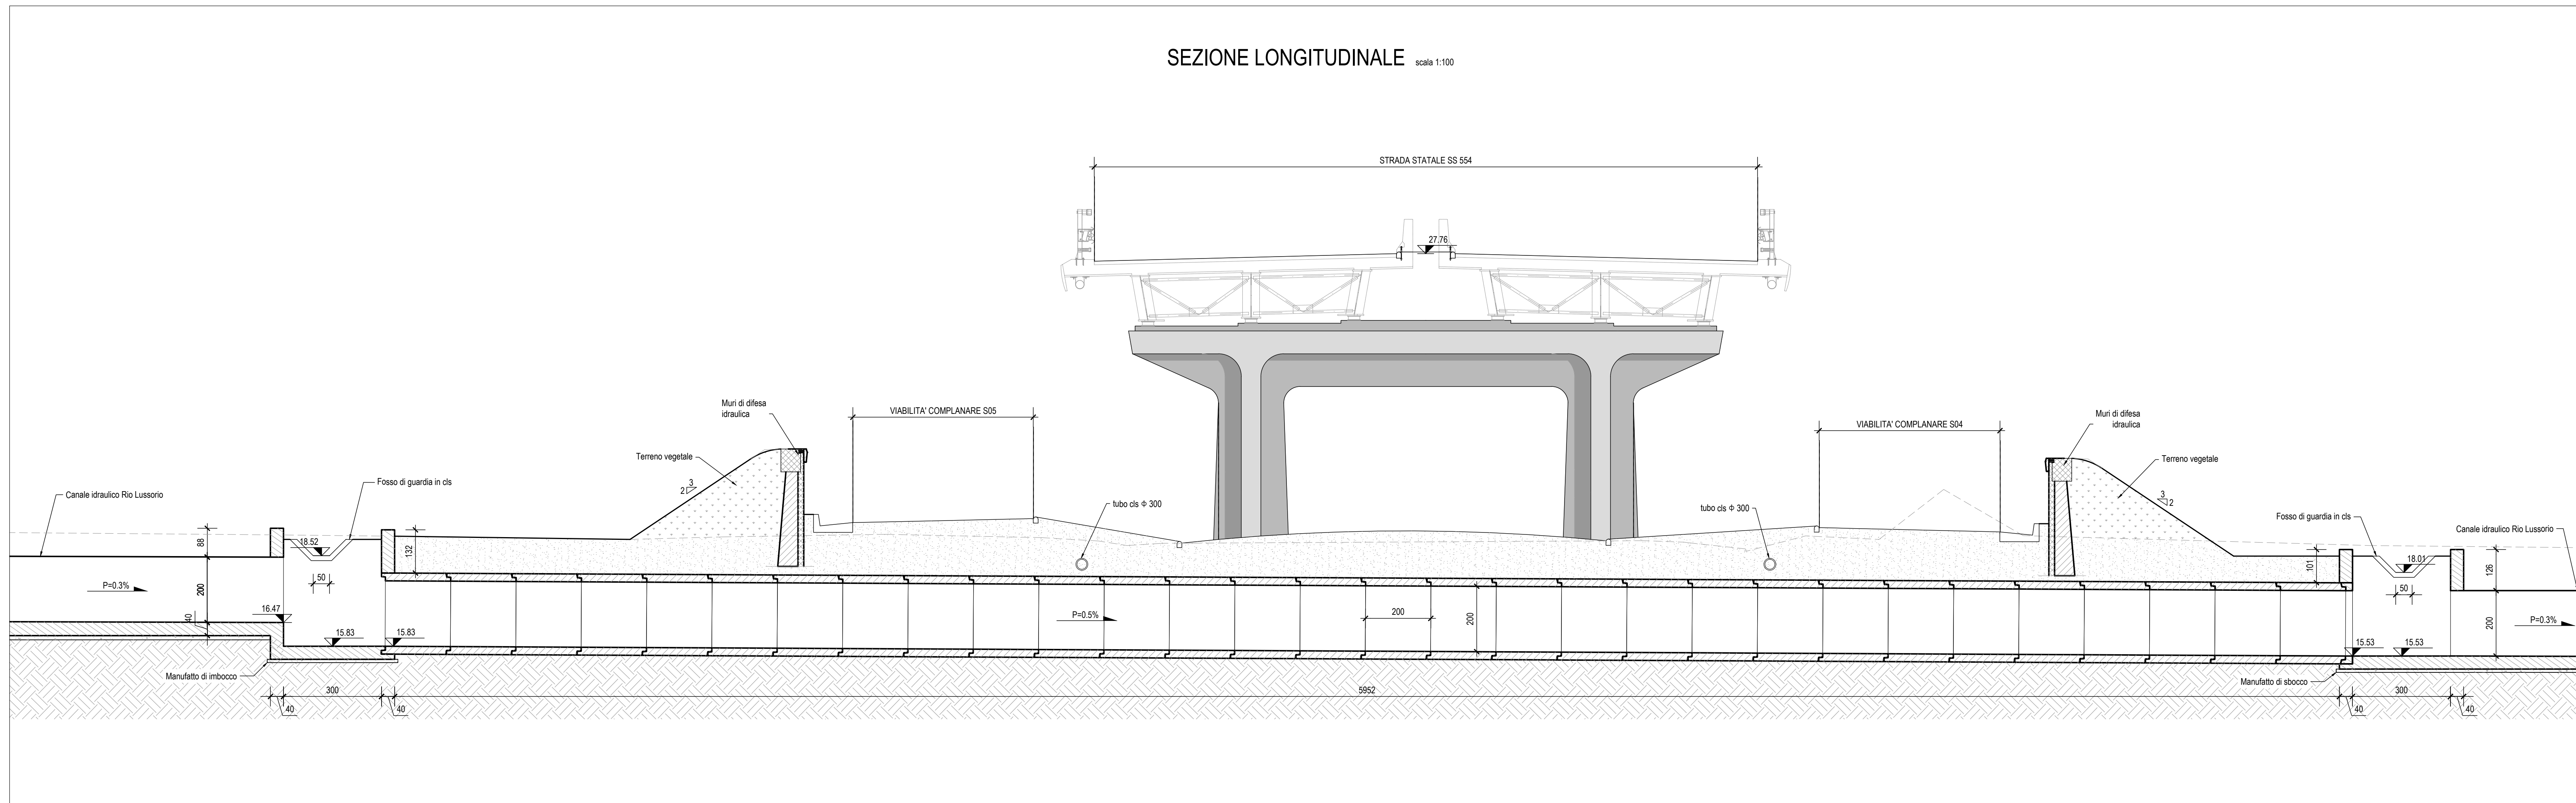 SEZIONE LONGITUDINALE scala 1:100
STRADA STATALE SS 554
27.76
Muri di difesa
idraulica
VIABILITA' COMPLANARE S05
VIABILITA' COMPLANARE S04
Muri di difesa
idraulica
Terreno vegetale
3
2
Terreno vegetale
3
2
Canale idraulico Rio Lussorio
Fosso di guardia in cls
tubo cls Φ 300
tubo cls Φ 300
Fosso di guardia in cls
Canale idraulico Rio Lussorio
88
18.52
132
50
P=0.3%
200
40
16.47
15.83
15.83
P=0.5%
200
200
101
18.01
50
126
200
P=0.3%
15.53
15.53
Manufatto di imbocco
Manufatto di sbocco
300
40
40
5952
300
40
40